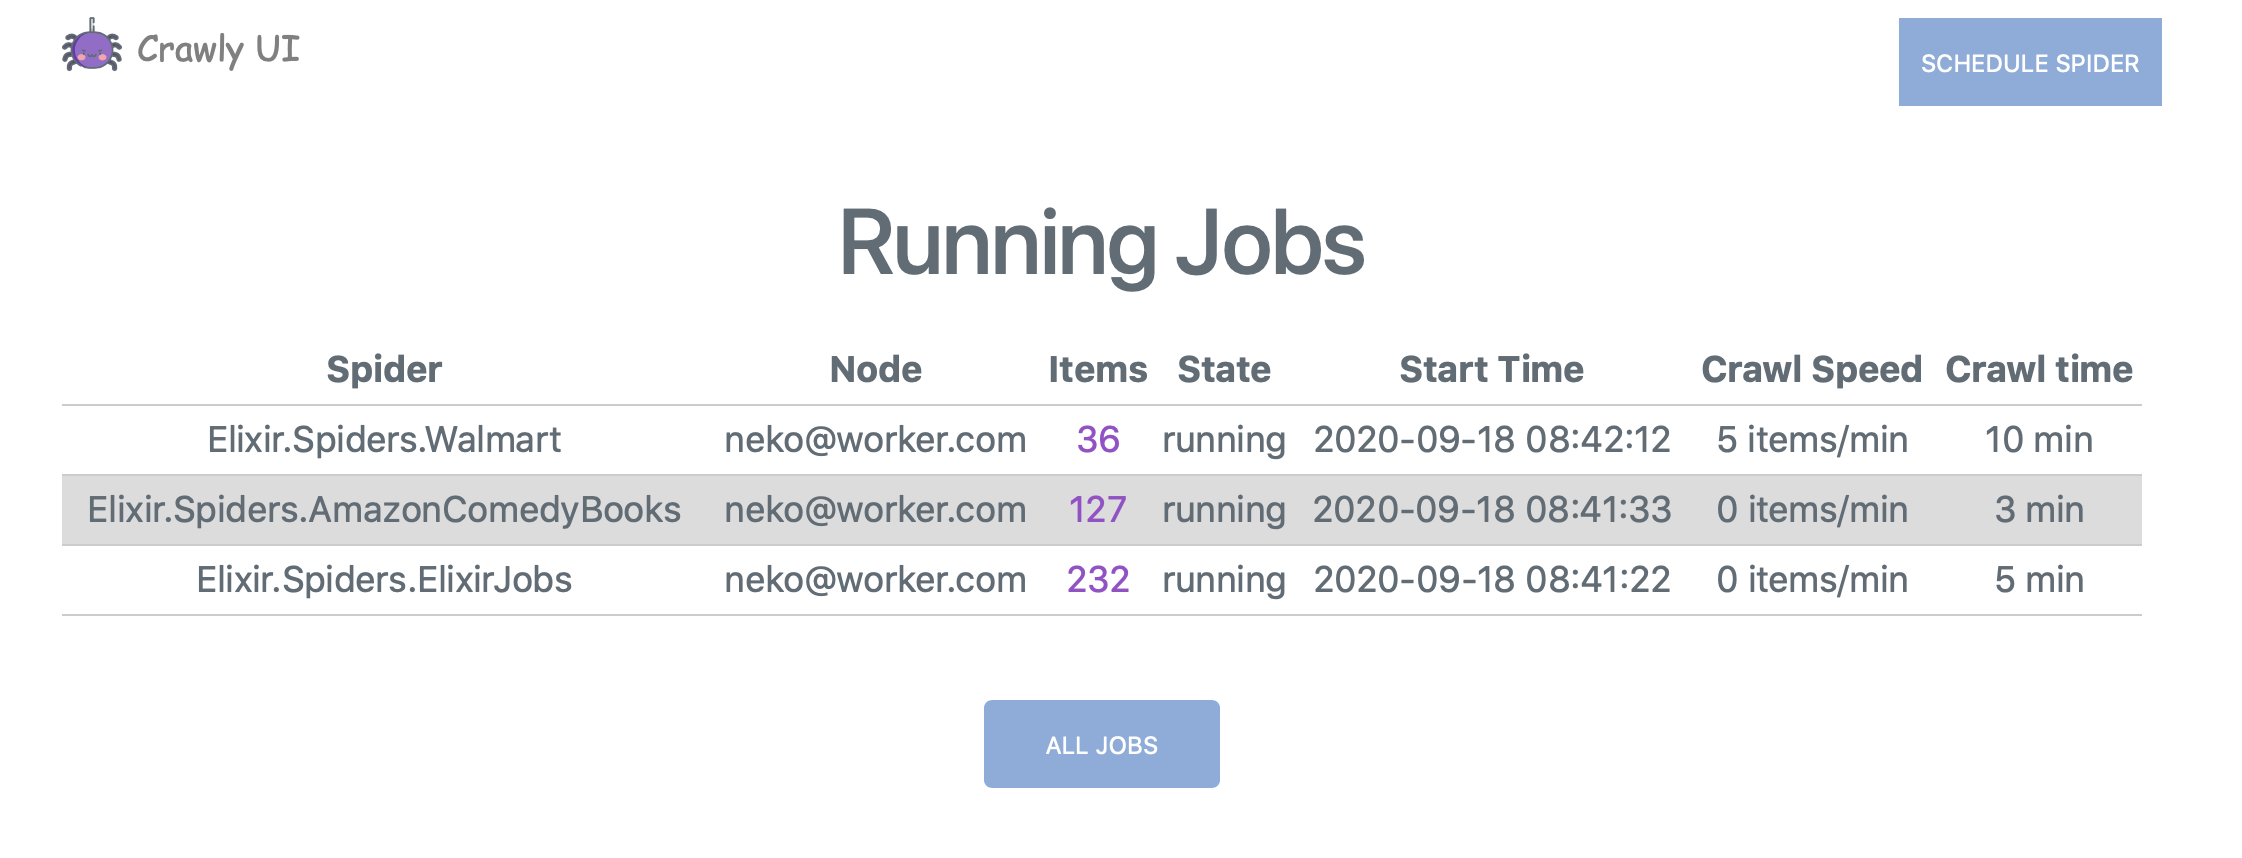 Crawly UI
SCHEDULE SPIDER
Running Jobs
Spider Node Items State Start Time Crawl Speed Crawl time
Elixir.Spiders.Walmart neko@worker.com 36 running 2020-09-18 08:42:12 5 items/min 10 min
Elixir.Spiders.AmazonComedyBooks neko@worker.com 127 running 2020-09-18 08:41:33 0 items/min 3 min
Elixir.Spiders.ElixirJobs neko@worker.com 232 running 2020-09-18 08:41:22 0 items/min 5 min
ALL JOBS